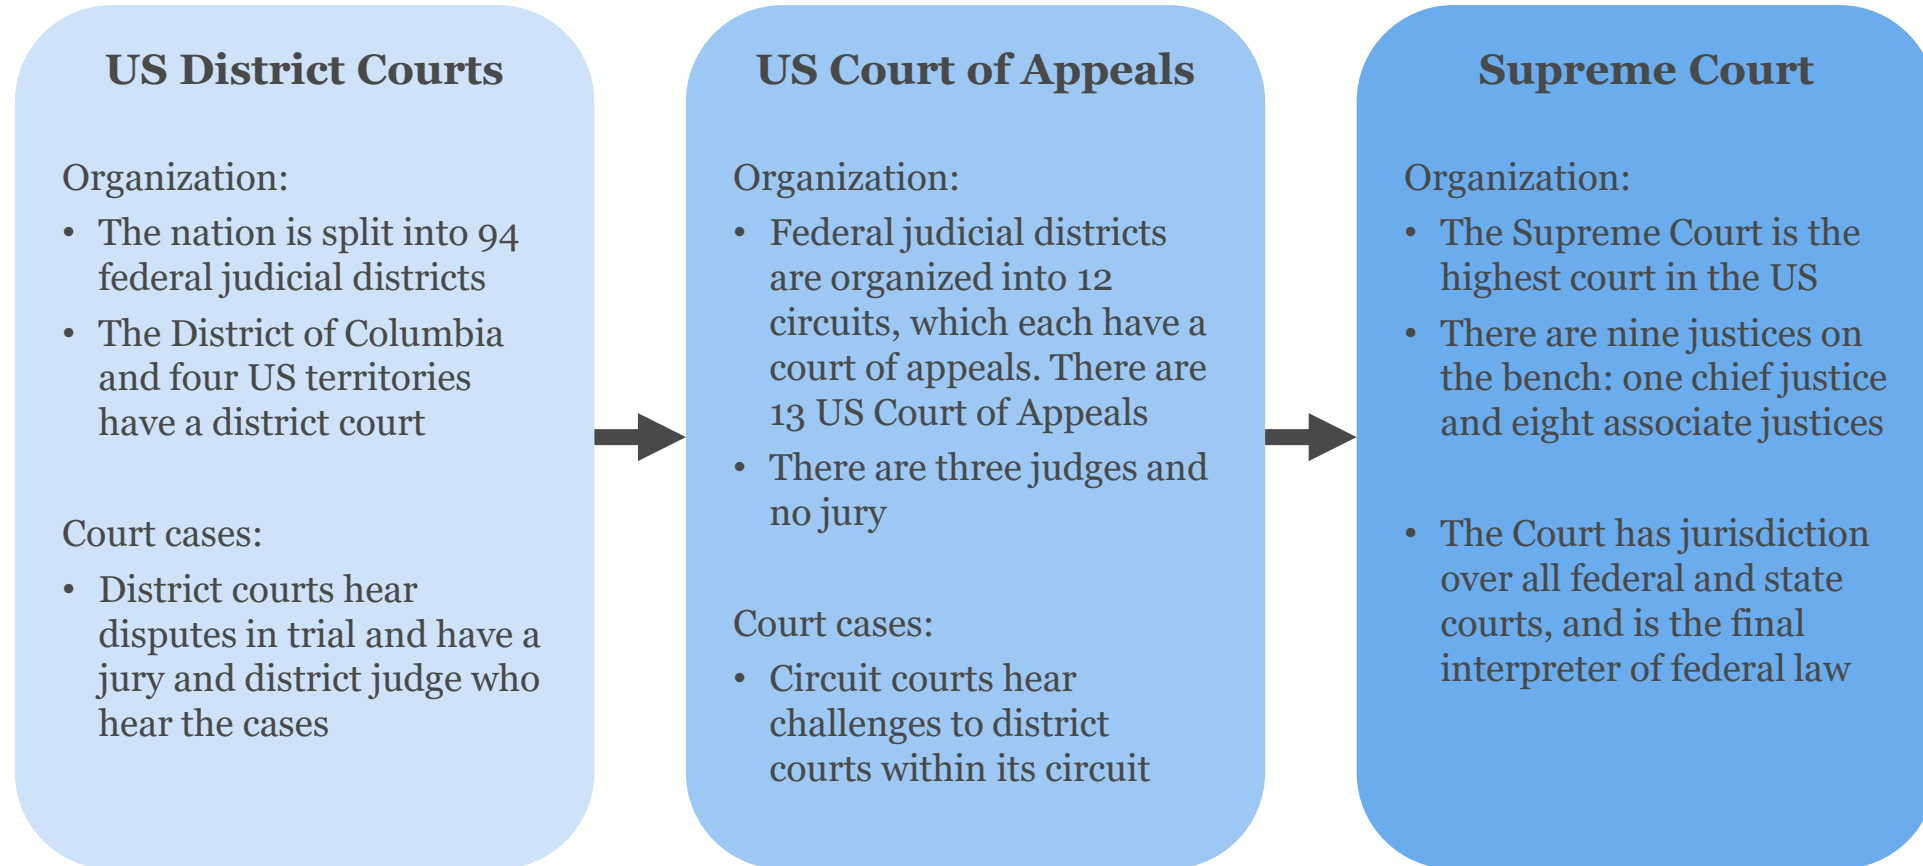 US District Courts
Organization:
• The nation is split into 94
federal judicial districts
• The District of Columbia
and four US territories
have a district court
Court cases:
• District courts hear
disputes in trial and have a
jury and district judge who
hear the cases
US Court of Appeals
Organization:
• Federal judicial districts
are organized into 12
circuits, which each have a
court of appeals. There are
13 US Court of Appeals
• There are three judges and
no jury
Court cases:
• Circuit courts hear
challenges to district
courts within its circuit
Supreme Court
Organization:
• The Supreme Court is the
highest court in the US
• There are nine justices on
the bench: one chief justice
and eight associate justices
• The Court has jurisdiction
over all federal and state
courts, and is the final
interpreter of federal law